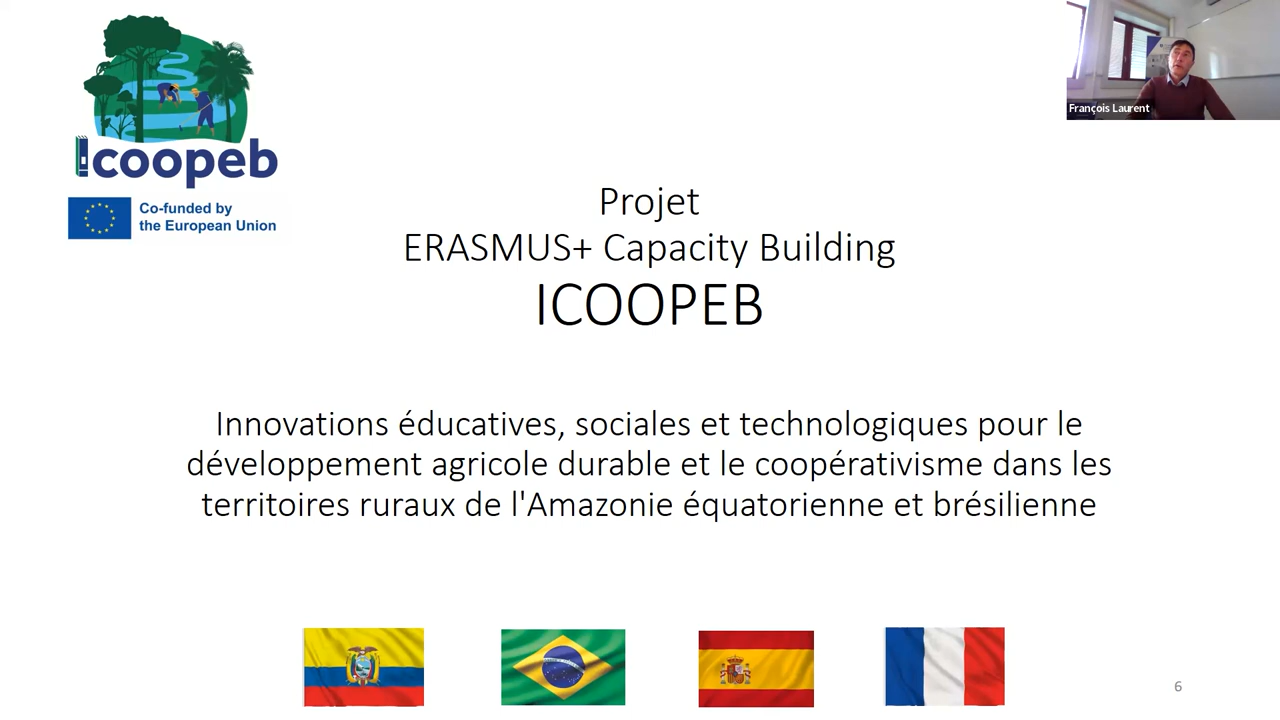 Icoopeb
Co-funded by
the European Union
François Laurent
Projet
ERASMUS+ Capacity Building
ICOOPEB
Innovations éducatives, sociales et technologiques pour le
développement agricole durable et le coopérativisme dans les
territoires ruraux de l'Amazonie équatorienne et brésilienne
6